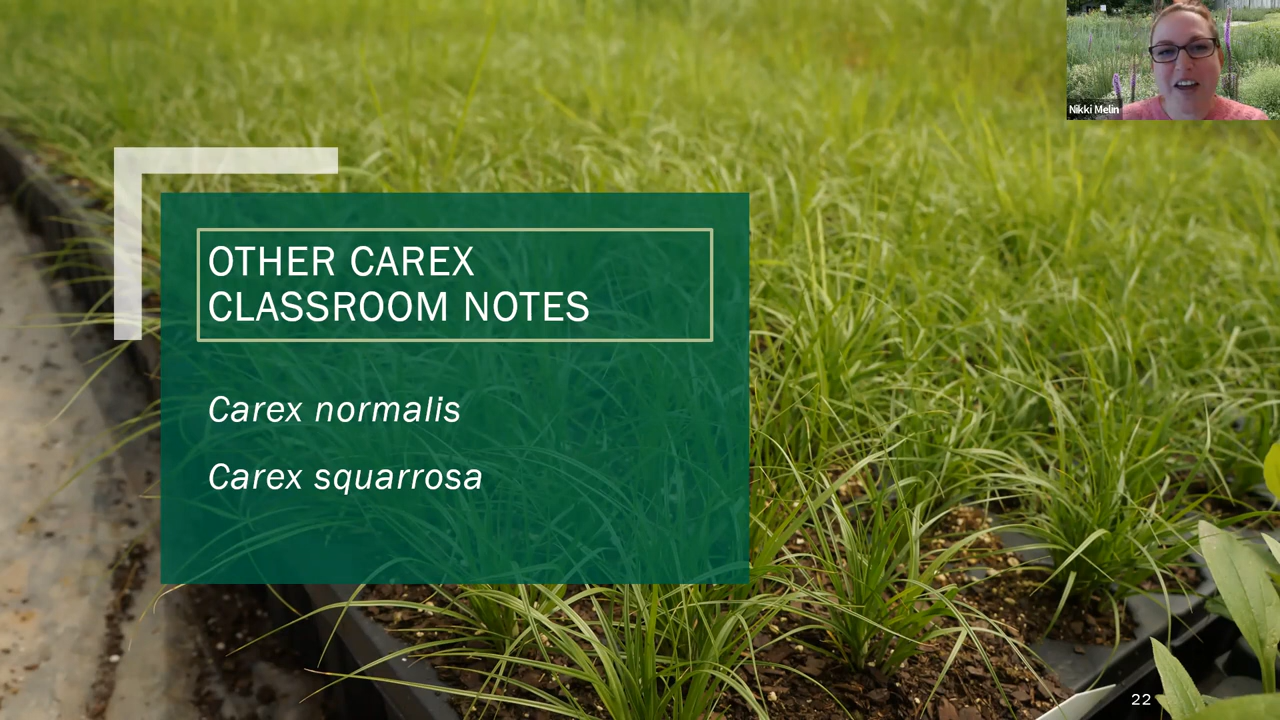 Nikki Melin
OTHER CAREX
CLASSROOM NOTES
Carex normalis
Carex squarrosa
22